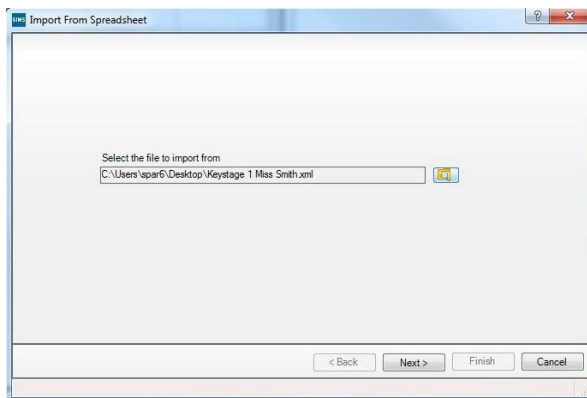 SIMS Import From Spreadsheet
Select the file to import from
C:\Users\spar6\Desktop\Keystage 1 Miss Smith.xml
< Back Next > Finish Cancel